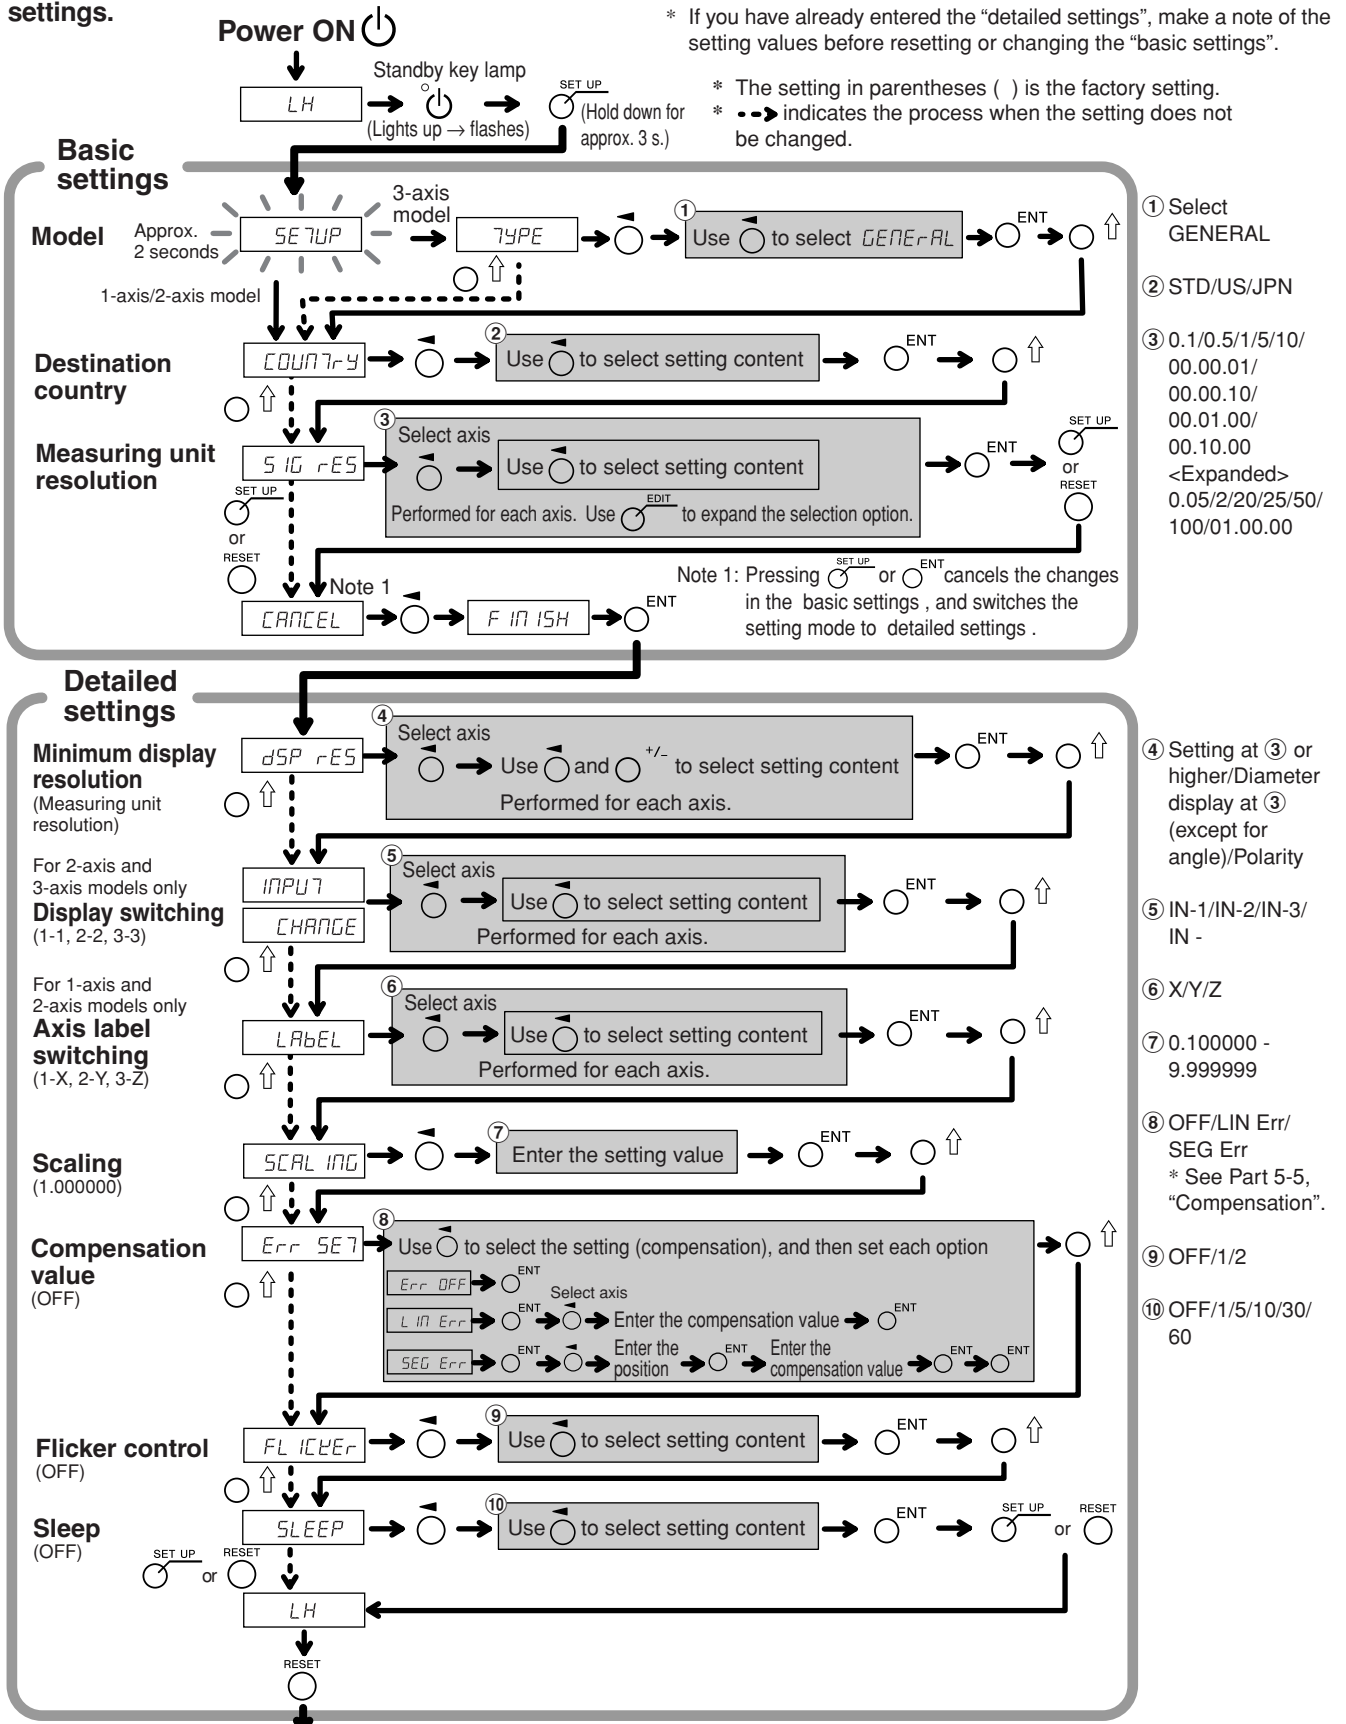 settings.
Power ON
* If you have already entered the “detailed settings”, make a note of the
setting values before resetting or changing the “basic settings”.
* The setting in parentheses ( ) is the factory setting.
* indicates the process when the setting does not
be changed.
LH
Standby key lamp
(Lights up → flashes)
SET UP
(Hold down for
approx. 3 s.)
Basic
settings
Model
Approx.
2 seconds
SETUP
3-axis
model
TYPE
①
Use to select GENErAL
ENT
1-axis/2-axis model
Destination
country
COUNTrY
②
Use to select setting content
ENT
Measuring unit
resolution
SIG rES
③
Select axis
Use to select setting content
Performed for each axis. Use EDIT to expand the selection option.
ENT
SET UP
or
RESET
SET UP
or
RESET
Note 1
CANCEL
FINISH
ENT
Note 1: Pressing SET UP or ENT cancels the changes
in the basic settings , and switches the
setting mode to detailed settings .
① Select
GENERAL
② STD/US/JPN
③ 0.1/0.5/1/5/10/
00.00.01/
00.00.10/
00.01.00/
00.10.00
<Expanded>
0.05/2/20/25/50/
100/01.00.00
Detailed
settings
Minimum display
resolution
(Measuring unit
resolution)
dSP rES
④
Select axis
Use and +/− to select setting content
Performed for each axis.
ENT
For 2-axis and
3-axis models only
Display switching
(1-1, 2-2, 3-3)
INPUT
CHANGE
⑤
Select axis
Use to select setting content
Performed for each axis.
ENT
For 1-axis and
2-axis models only
Axis label
switching
(1-X, 2-Y, 3-Z)
LAbEL
⑥
Select axis
Use to select setting content
Performed for each axis.
ENT
Scaling
(1.000000)
SCALING
⑦
Enter the setting value
ENT
Compensation
value
(OFF)
Err SET
⑧
Use to select the setting (compensation), and then set each option
Err OFF
ENT
LIN Err
ENT
Select axis
Enter the compensation value
ENT
SEG Err
ENT
Enter the
position
ENT
Enter the
compensation value
ENT
ENT
Flicker control
(OFF)
FLICKEr
⑨
Use to select setting content
ENT
Sleep
(OFF)
SLEEP
⑩
Use to select setting content
ENT
SET UP
or
RESET
SET UP
or
RESET
LH
RESET
④ Setting at ③ or
higher/Diameter
display at ③
(except for
angle)/Polarity
⑤ IN-1/IN-2/IN-3/
IN -
⑥ X/Y/Z
⑦ 0.100000 -
9.999999
⑧ OFF/LIN Err/
SEG Err
* See Part 5-5,
“Compensation”.
⑨ OFF/1/2
⑩ OFF/1/5/10/30/
60